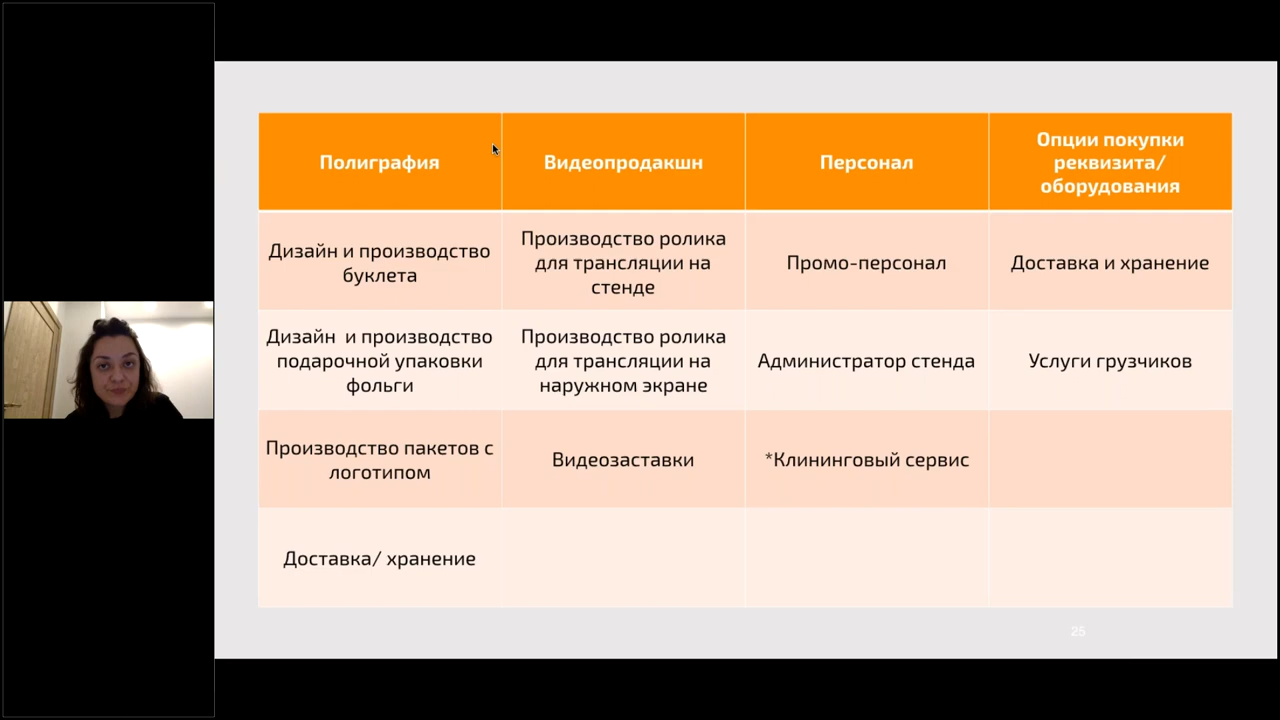 Полиграфия
Видеопродакшн
Персонал
Опции покупки
реквизита/
оборудования
Дизайн и производство
буклета
Производство ролика
для трансляции на
стенде
Промо-персонал
Доставка и хранение
Дизайн  и производство
подарочной упаковки
фольги
Производство ролика
для трансляции на
наружном экране
Администратор стенда
Услуги грузчиков
Производство пакетов с
логотипом
Видеозаставки
*Клининговый сервис
Доставка/ хранение
25